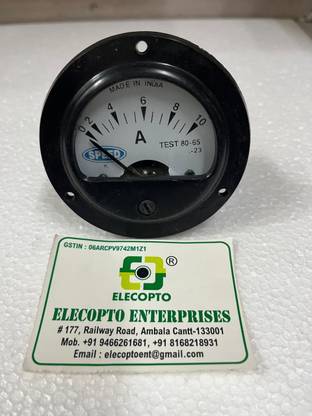 MADE IN INDIA
0 2 4 6 8 10
A
SPEED
TEST 80-65
-23
GSTIN : 06ARCPV9742M1Z1
®
ELECOPTO
ELECOPTO ENTERPRISES
# 177, Railway Road, Ambala Cantt-133001
Mob. +91 9466261681, +91 8168218931
Email : elecoptoent@gmail.com